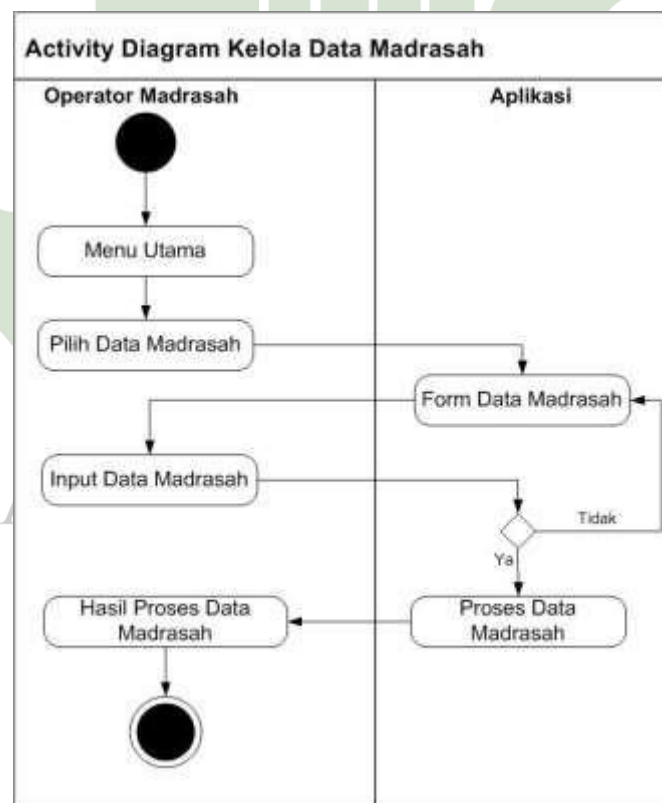 Activity Diagram Kelola Data Madrasah
Operator Madrasah
Aplikasi
Menu Utama
Pilih Data Madrasah
Form Data Madrasah
Input Data Madrasah
Tidak
Ya
Hasil Proses Data
Madrasah
Proses Data
Madrasah